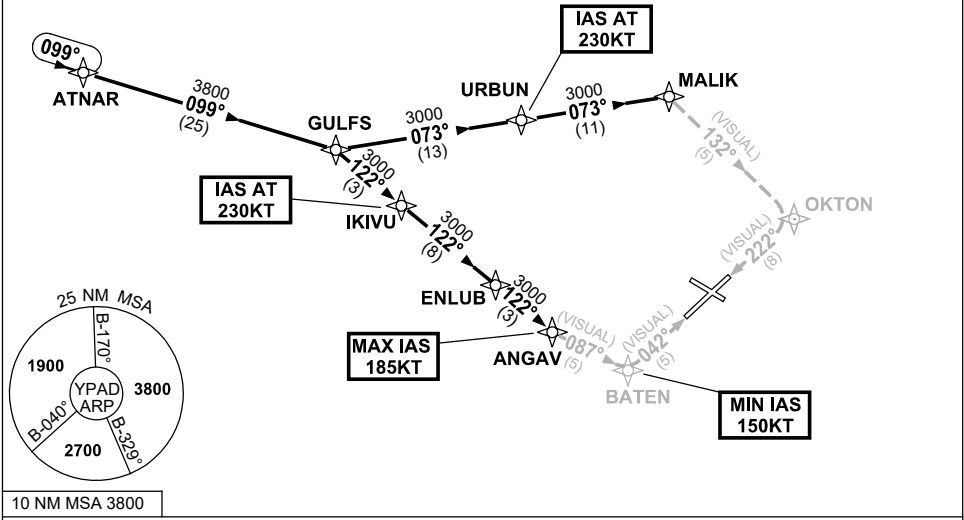 IAS AT
230KT
099°
ATNAR
3800
099°
(25)
GULFS
3000
073°
(13)
URBUN
3000
073°
(11)
MALIK
(VISUAL)
132°
(5)
OKTON
(VISUAL)
222°
(8)
3000
122°
(3)
IAS AT
230KT
IKIVU
3000
122°
(8)
ENLUB
3000
122°
(3)
MAX IAS
185KT
ANGAV
(VISUAL)
087°
(5)
BATEN
(VISUAL)
042°
(5)
MIN IAS
150KT
25 NM MSA
B-170°
1900
YPAD
ARP
3800
B-040°
B-329°
2700
10 NM MSA 3800